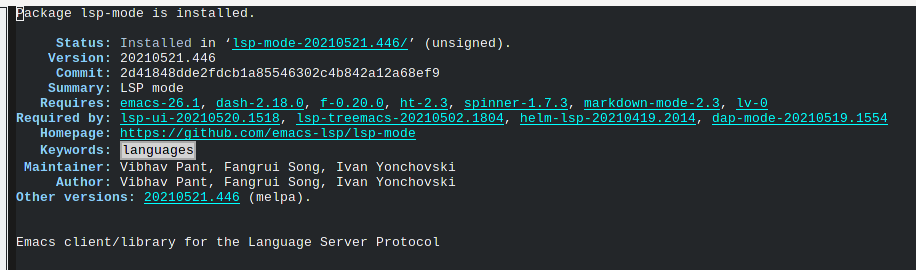 Package lsp-mode is installed.
Status: Installed in ‘lsp-mode-20210521.446/’ (unsigned).
Version: 20210521.446
Commit: 2d41848dde2fdcb1a85546302c4b842a12a68ef9
Summary: LSP mode
Requires: emacs-26.1, dash-2.18.0, f-0.20.0, ht-2.3, spinner-1.7.3, markdown-mode-2.3, lv-0
Required by: lsp-ui-20210520.1518, lsp-treemacs-20210502.1804, helm-lsp-20210419.2014, dap-mode-20210519.1554
Homepage: https://github.com/emacs-lsp/lsp-mode
Keywords: languages
Maintainer: Vibhav Pant, Fangrui Song, Ivan Yonchovski
Author: Vibhav Pant, Fangrui Song, Ivan Yonchovski
Other versions: 20210521.446 (melpa).
Emacs client/library for the Language Server Protocol